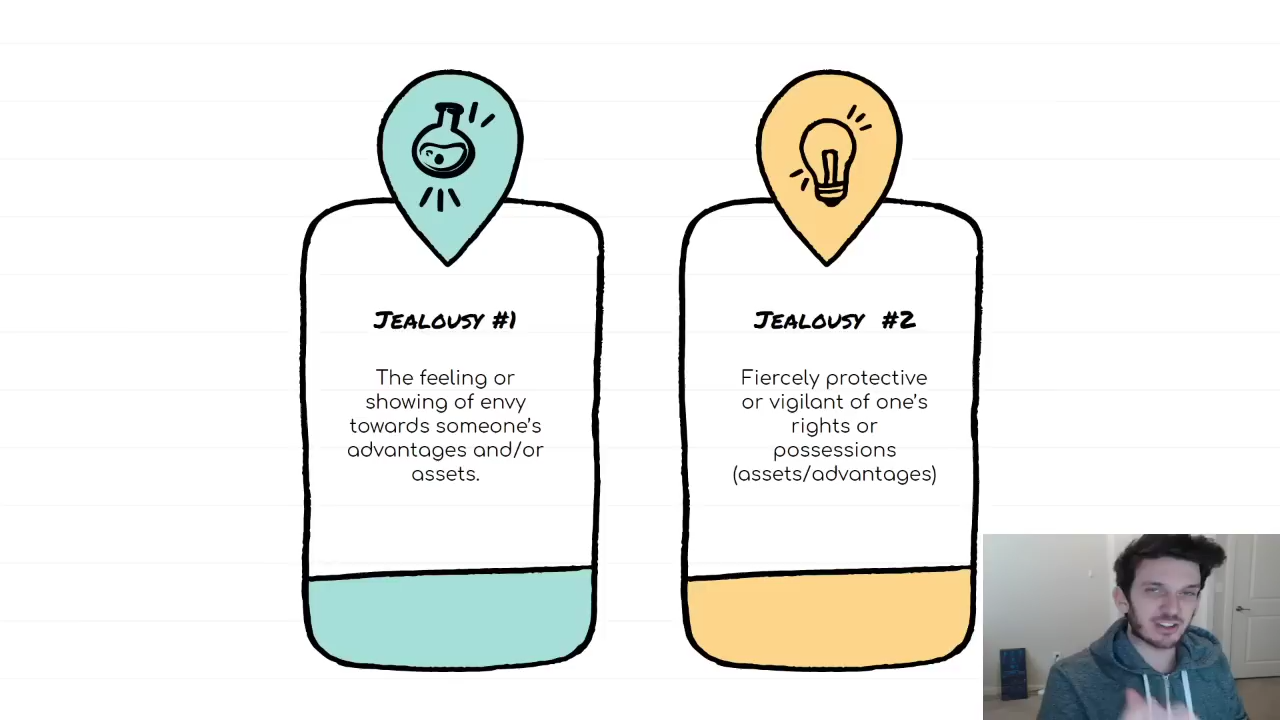 Jealousy #1
The feeling or
showing of envy
towards someone's
advantages and/or
assets.
Jealousy #2
Fiercely protective
or vigilant of one's
rights or
possessions
(assets/advantages)